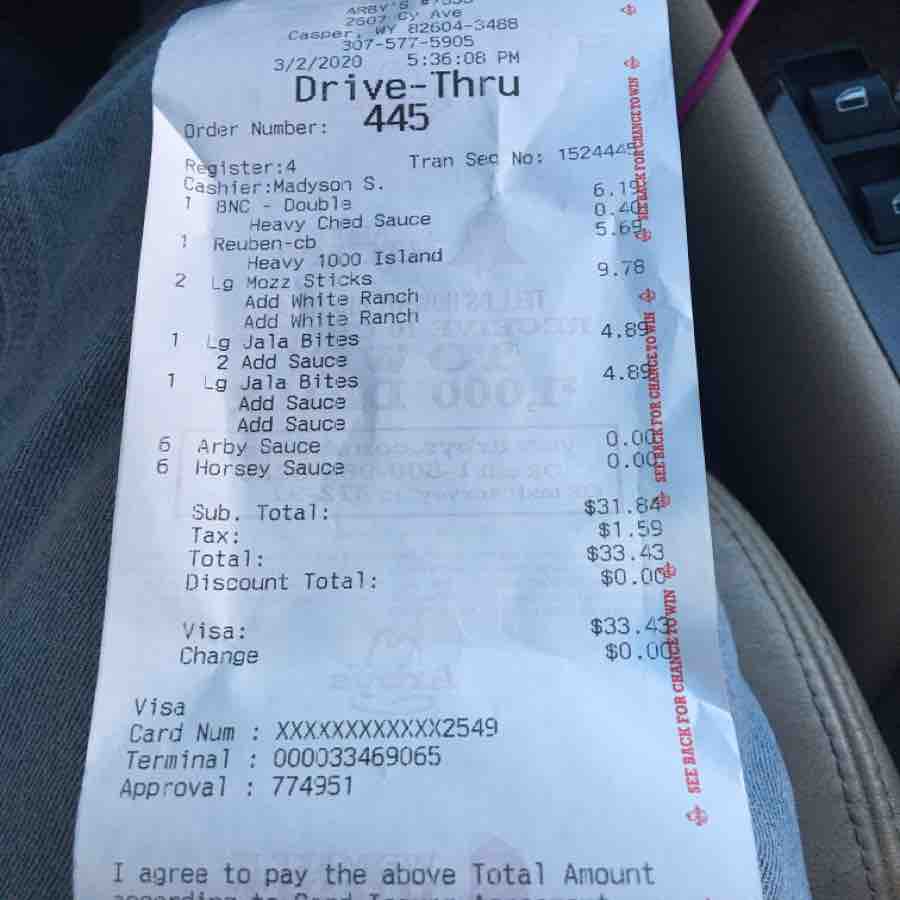 ARBY'S
2607 Cy Ave
Casper, WY 82604-3488
307-577-5905
3/2/2020 5:36:08 PM
Drive-Thru
Order Number: 445
Register:4 Tran Seq No: 1524445
Cashier:Madyson S.
1 BNC - Double 6.19
Heavy Ched Sauce 0.40
1 Reuben-cb 5.69
Heavy 1000 Island
2 Lg Mozz Sticks 9.78
Add White Ranch
Add White Ranch
1 Lg Jala Bites 4.89
2 Add Sauce
1 Lg Jala Bites 4.89
Add Sauce
Add Sauce
6 Arby Sauce 0.00
6 Horsey Sauce 0.00
Sub. Total: $31.84
Tax: $1.59
Total: $33.43
Discount Total: $0.00
Visa: $33.43
Change $0.00
Visa
Card Num : XXXXXXXXXXXX2549
Terminal : 000033469065
Approval : 774951
I agree to pay the above Total Amount
according to Card Issuer Agreement
SEE BACK FOR CHANCE TO WIN
SEE BACK FOR CHANCE TO WIN
SEE BACK FOR CHANCE TO WIN